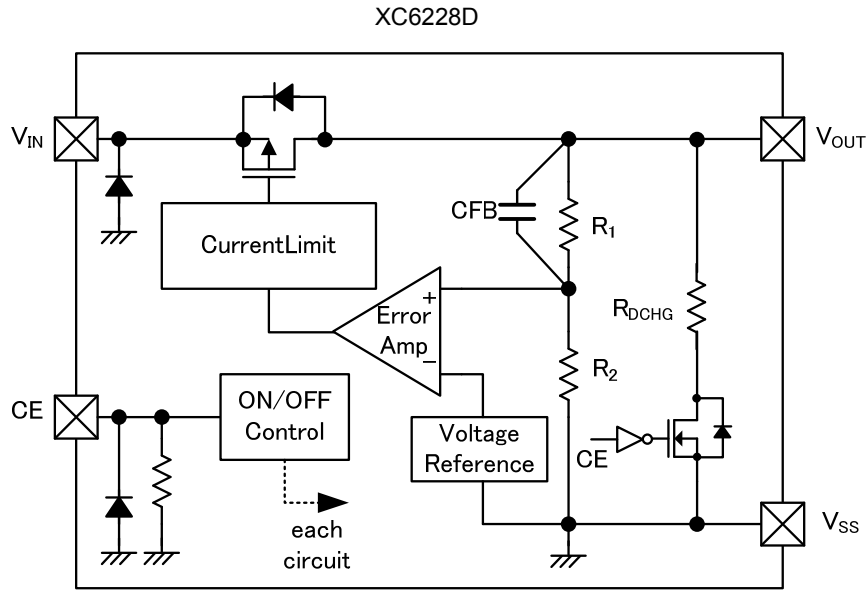 XC6228D
VIN
VOUT
CurrentLimit
CFB
R1
+
Error
Amp
−
RDCHG
R2
CE
ON/OFF
Control
Voltage
Reference
CE
each
circuit
VSS